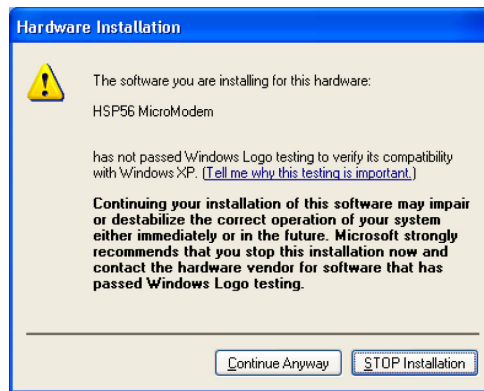 Hardware Installation
The software you are installing for this hardware:
HSP56 MicroModem
has not passed Windows Logo testing to verify its compatibility
with Windows XP. (Tell me why this testing is important.)
Continuing your installation of this software may impair
or destabilize the correct operation of your system
either immediately or in the future. Microsoft strongly
recommends that you stop this installation now and
contact the hardware vendor for software that has
passed Windows Logo testing.
Continue Anyway
STOP Installation